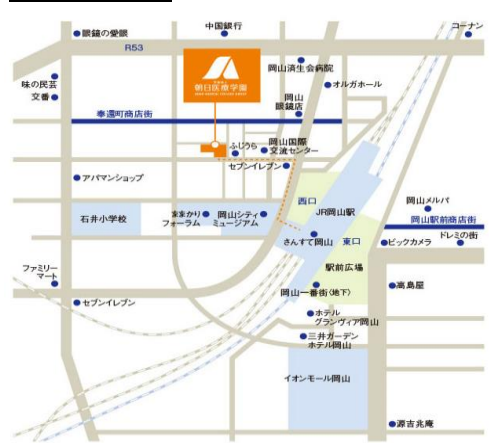 眼鏡の愛眼
中国銀行
コーナン
R53
岡山済生会病院
味の民芸
交番
朝日医療学園
オルガホール
岡山
眼鏡店
奉還町商店街
ふじうら
岡山国際
交流センター
セブンイレブン
アパマンショップ
西口
岡山メルパ
石井小学校
ままかり
フォーラム
岡山シティ
ミュージアム
JR岡山駅
岡山駅前商店街
さんすて岡山
東口
ビックカメラ
ドレミの街
ファミリー
マート
駅前広場
セブンイレブン
岡山一番街(地下)
高島屋
ホテル
グランヴィア岡山
三井ガーデン
ホテル岡山
イオンモール岡山
源吉兆庵